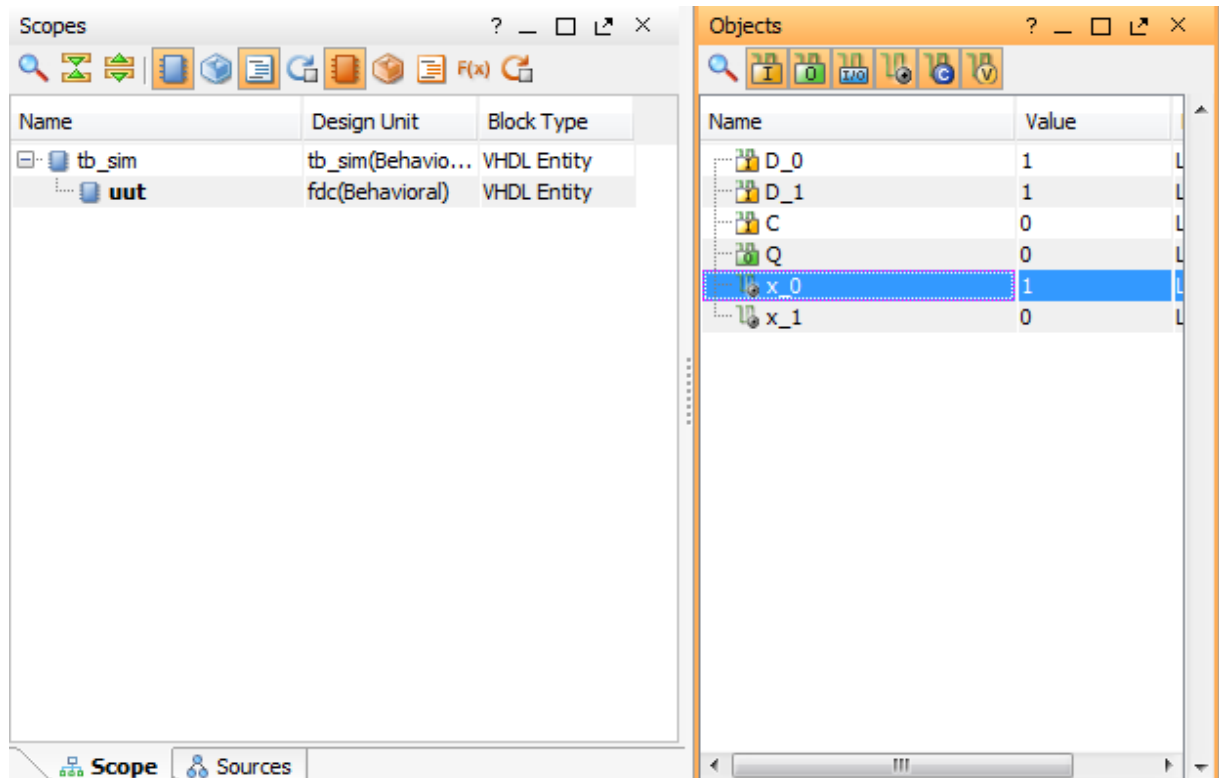 Scopes
F(x)
Name Design Unit Block Type
tb_sim tb_sim(Behavio... VHDL Entity
uut fdc(Behavioral) VHDL Entity
Scope Sources
Objects
I O I/O C V
Name Value
D_0 1 L
D_1 1 L
C 0 L
Q 0 L
x_0 1 L
x_1 0 L